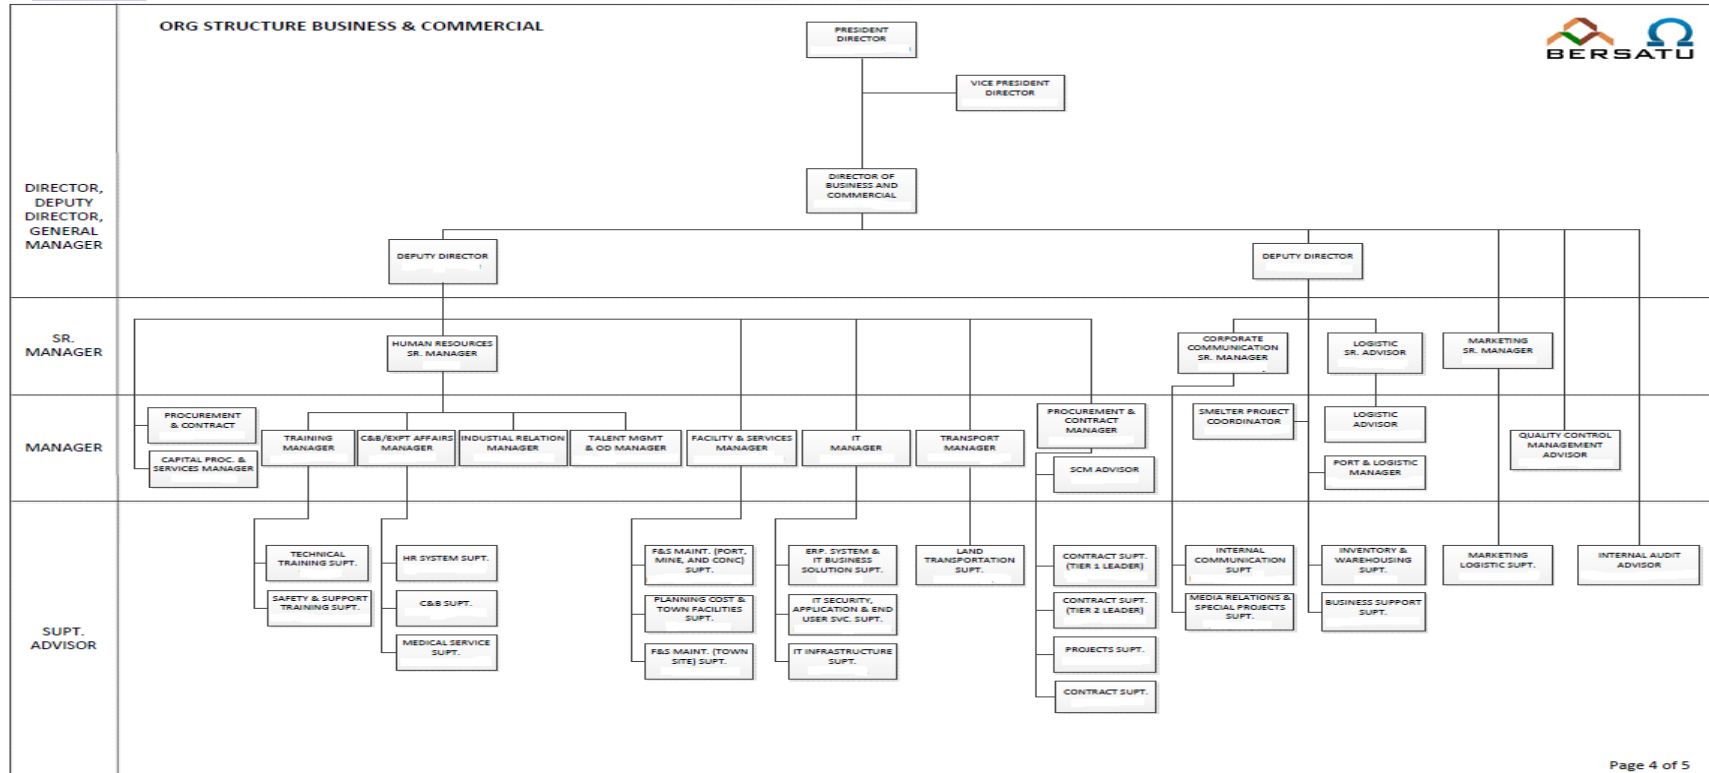 ORG STRUCTURE BUSINESS & COMMERCIAL
PRESIDENT
DIRECTOR
BERSATU
VICE PRESIDENT
DIRECTOR
DIRECTOR,
DEPUTY
DIRECTOR,
GENERAL
MANAGER
DIRECTOR OF
BUSINESS AND
COMMERCIAL
DEPUTY DIRECTOR
DEPUTY DIRECTOR
SR.
MANAGER
HUMAN RESOURCES
SR. MANAGER
CORPORATE
COMMUNICATION
SR. MANAGER
LOGISTIC
SR. ADVISOR
MARKETING
SR. MANAGER
MANAGER
PROCUREMENT
& CONTRACT
CAPITAL PROC. &
SERVICES MANAGER
TRAINING
MANAGER
C&B/EXPT AFFAIRS
MANAGER
INDUSTIAL RELATION
MANAGER
TALENT MGMT
& OD MANAGER
FACILITY & SERVICES
MANAGER
IT
MANAGER
TRANSPORT
MANAGER
PROCUREMENT &
CONTRACT
MANAGER
SCM ADVISOR
SMELTER PROJECT
COORDINATOR
LOGISTIC
ADVISOR
PORT & LOGISTIC
MANAGER
QUALITY CONTROL
MANAGEMENT
ADVISOR
SUPT.
ADVISOR
TECHNICAL
TRAINING SUPT.
SAFETY & SUPPORT
TRAINING SUPT.
HR SYSTEM SUPT.
C&B SUPT.
MEDICAL SERVICE
SUPT.
F&S MAINT. (PORT,
MINE, AND CONC)
SUPT.
PLANNING COST &
TOWN FACILITIES
SUPT.
F&S MAINT. (TOWN
SITE) SUPT.
ERP. SYSTEM &
IT BUSINESS
SOLUTION SUPT.
IT SECURITY,
APPLICATION & END
USER SVC. SUPT.
IT INFRASTRUCTURE
SUPT.
LAND
TRANSPORTATION
SUPT.
CONTRACT SUPT.
(TIER 1 LEADER)
CONTRACT SUPT.
(TIER 2 LEADER)
PROJECTS SUPT.
CONTRACT SUPT.
INTERNAL
COMMUNICATION
SUPT
MEDIA RELATIONS &
SPECIAL PROJECTS
SUPT.
INVENTORY &
WAREHOUSING
SUPT.
BUSINESS SUPPORT
SUPT.
MARKETING
LOGISTIC SUPT.
INTERNAL AUDIT
ADVISOR
Page 4 of 5